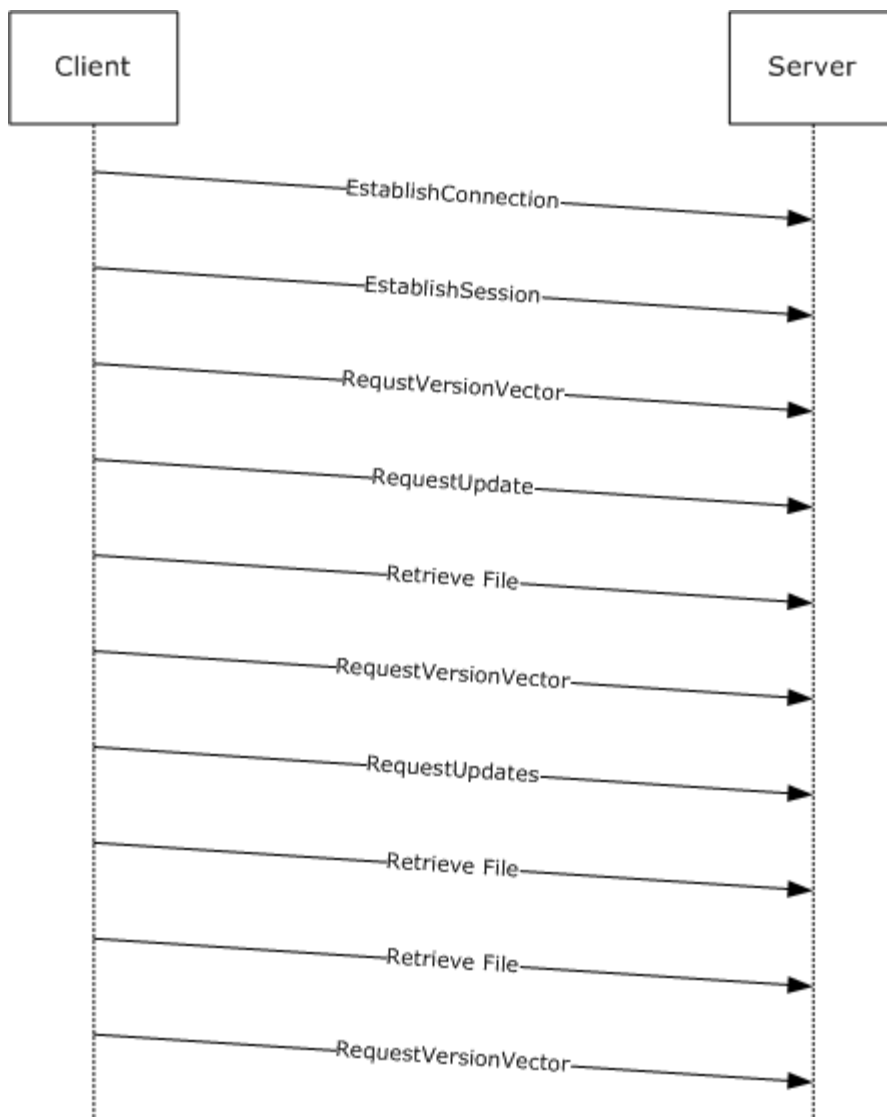 Client
Server
EstablishConnection
EstablishSession
RequstVersionVector
RequestUpdate
Retrieve File
RequestVersionVector
RequestUpdates
Retrieve File
Retrieve File
RequestVersionVector